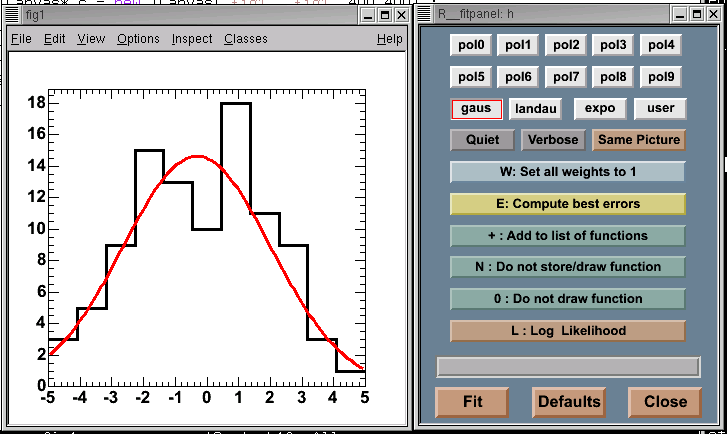 fig1
File Edit View Options Inspect Classes Help
18
16
14
12
10
8
6
4
2
0
-5 -4 -3 -2 -1 0 1 2 3 4 5
R__fitpanel: h
pol0 pol1 pol2 pol3 pol4
pol5 pol6 pol7 pol8 pol9
gaus landau expo user
Quiet Verbose Same Picture
W: Set all weights to 1
E: Compute best errors
+ : Add to list of functions
N : Do not store/draw function
0 : Do not draw function
L : Log Likelihood
Fit Defaults Close